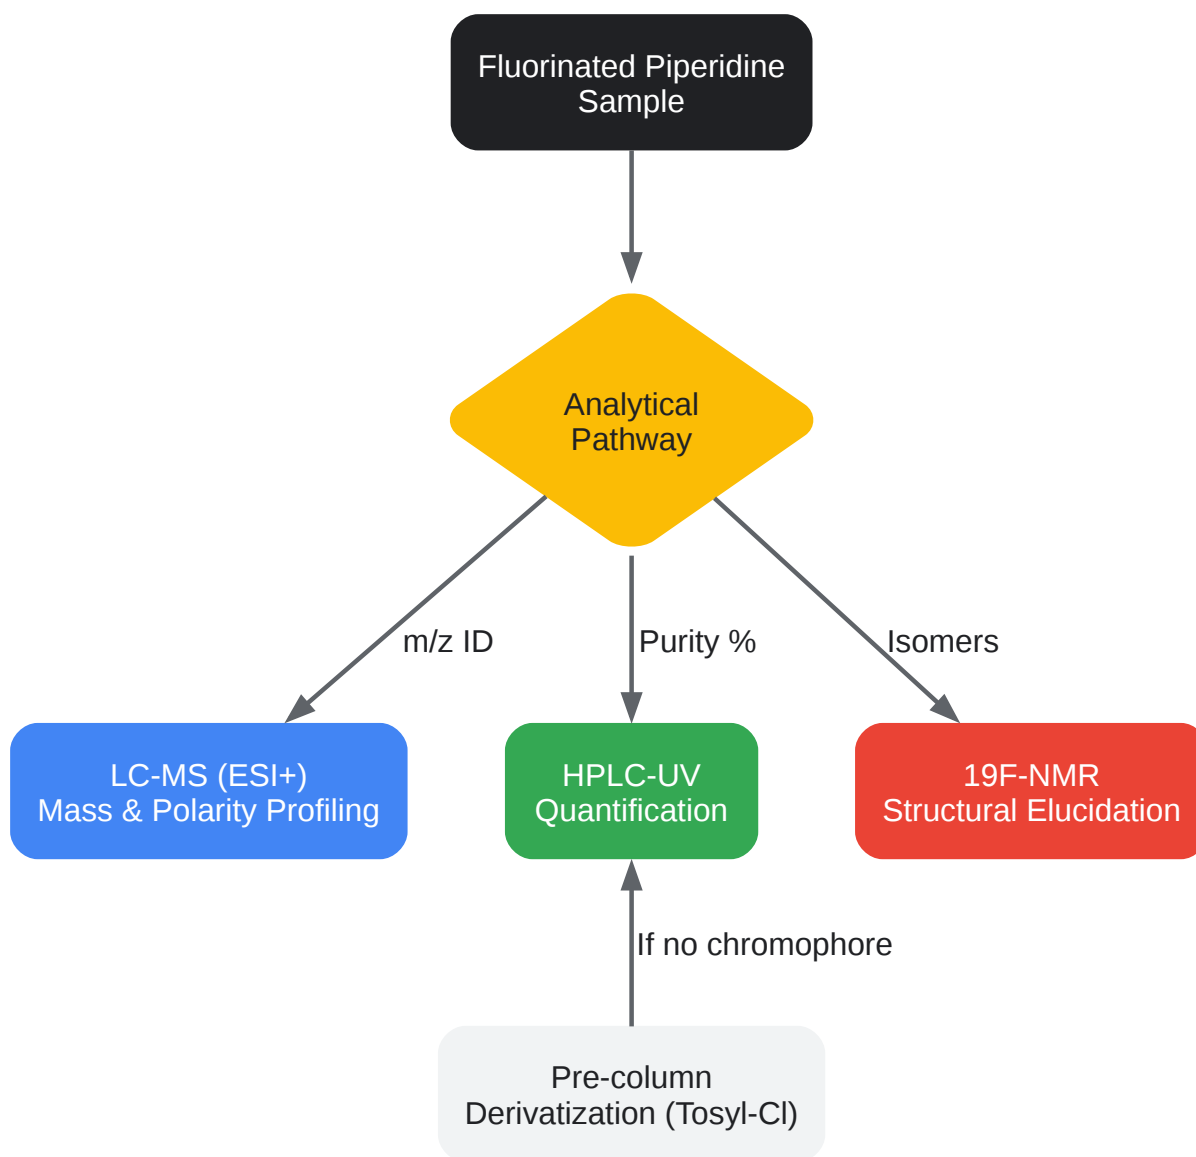 Fluorinated Piperidine
Sample
Analytical
Pathway
m/z ID
Purity %
Isomers
LC-MS (ESI+)
Mass & Polarity Profiling
HPLC-UV
Quantification
19F-NMR
Structural Elucidation
If no chromophore
Pre-column
Derivatization (Tosyl-Cl)